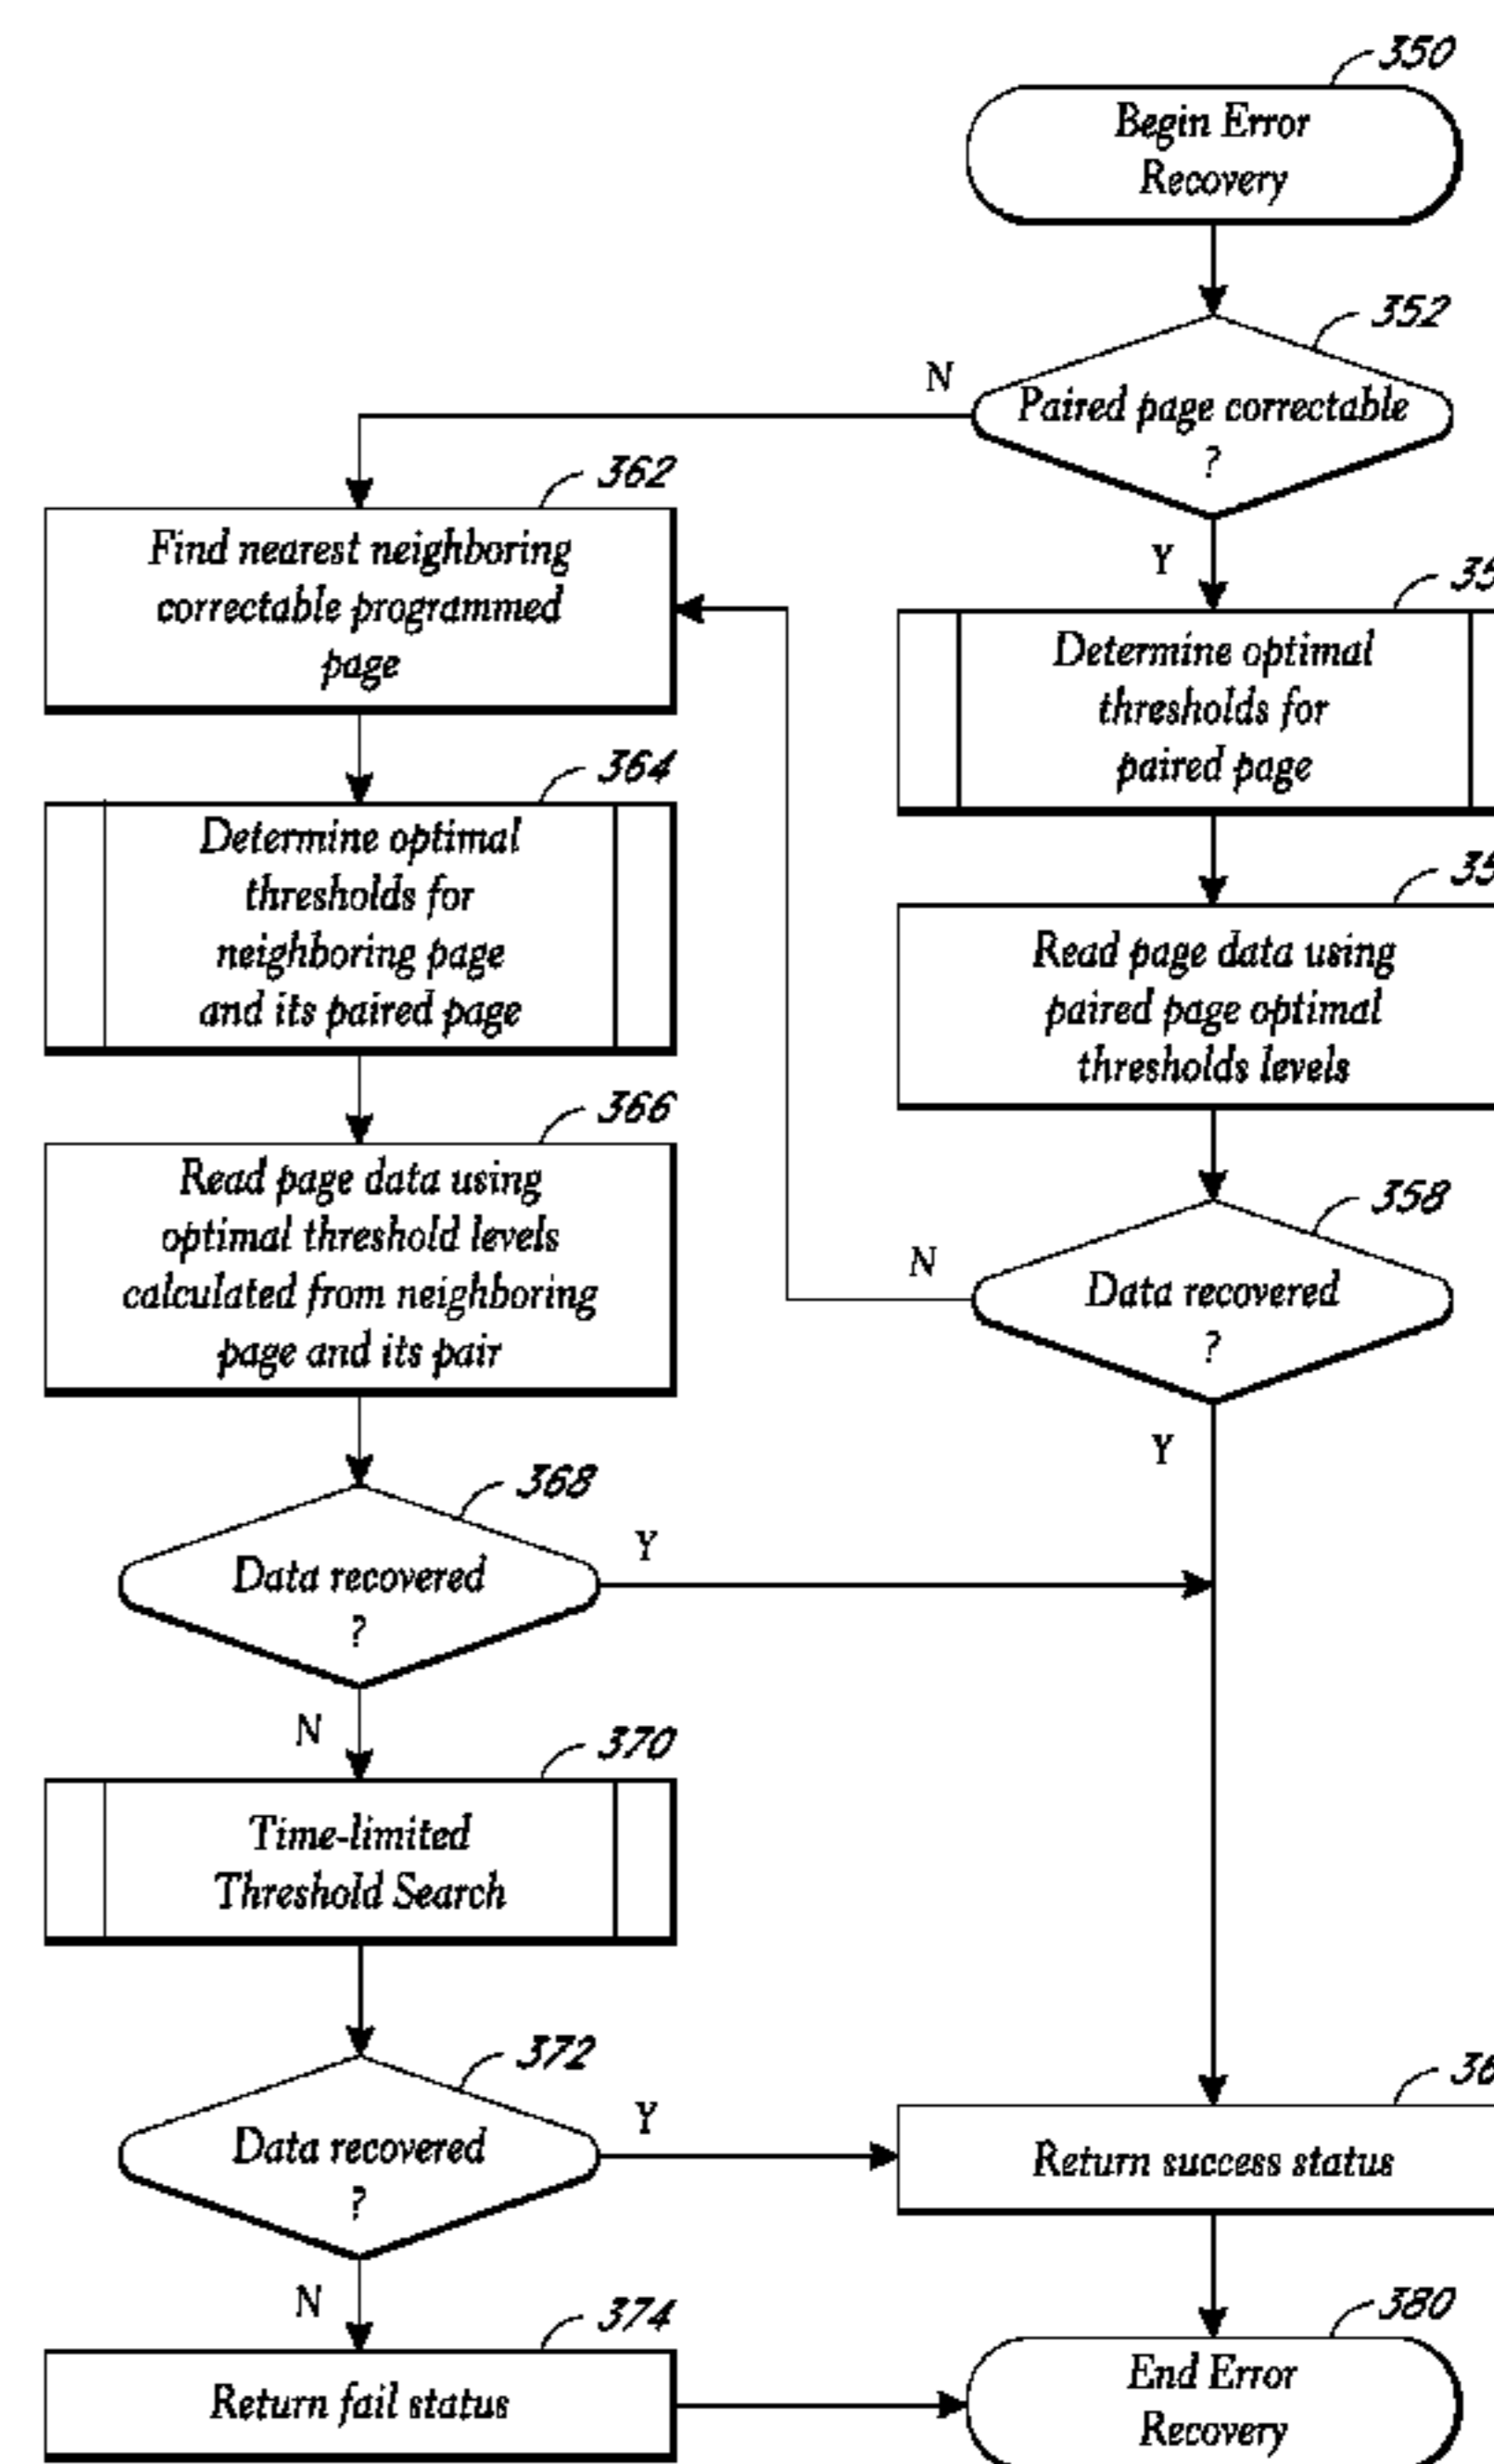 350
Begin Error
Recovery
352
Paired page correctable
?
N
Y
362
Find nearest neighboring
correctable programmed
page
35
Determine optimal
thresholds for
paired page
364
Determine optimal
thresholds for
neighboring page
and its paired page
35
Read page data using
paired page optimal
thresholds levels
366
Read page data using
optimal threshold levels
calculated from neighboring
page and its pair
358
Data recovered
?
N
Y
368
Data recovered
?
Y
N
370
Time-limited
Threshold Search
372
Data recovered
?
Y
N
36
Return success status
374
Return fail status
380
End Error
Recovery